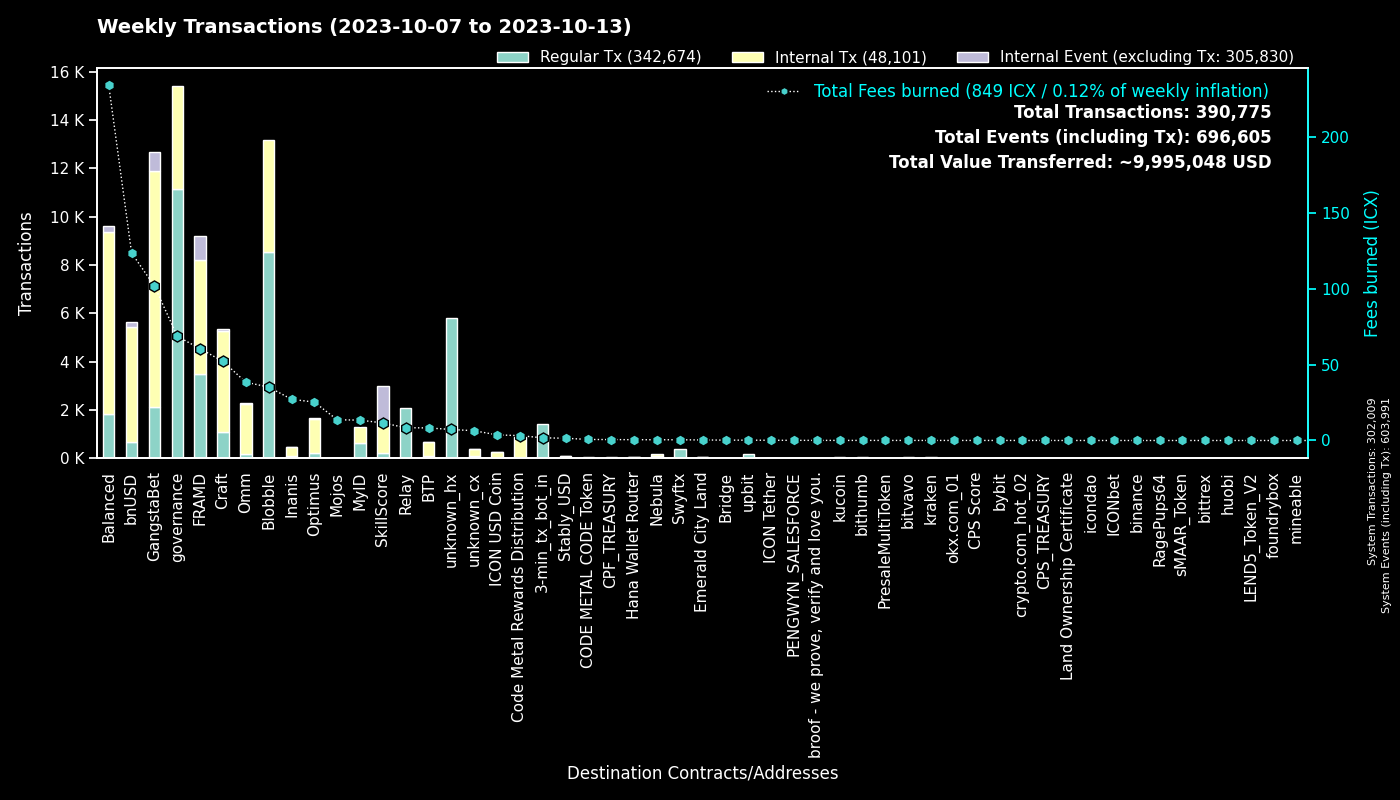 Weekly Transactions (2023-10-07 to 2023-10-13)
Regular Tx (342,674)
Internal Tx (48,101)
Internal Event (excluding Tx: 305,830)
Total Fees burned (849 ICX / 0.12% of weekly inflation)
Total Transactions: 390,775
Total Events (including Tx): 696,605
Total Value Transferred: ~9,995,048 USD
Transactions
16 K
14 K
12 K
10 K
8 K
6 K
4 K
2 K
0 K
200
150
100
50
0
Fees burned (ICX)
System Transactions: 302,009
System Events (including Tx): 603,991
Balanced
bnUSD
GangstaBet
governance
FRAMD
Craft
Omm
Blobble
Inanis
Optimus
Mojos
MyID
SkillScore
Relay
BTP
unknown_hx
unknown_cx
ICON USD Coin
Code Metal Rewards Distribution
3-min_tx_bot_in
Stably_USD
CODE METAL CODE Token
CPF_TREASURY
Hana Wallet Router
Nebula
Swyftx
Emerald City Land
Bridge
upbit
ICON Tether
PENGWYN_SALESFORCE
broof - we prove, verify and love you.
kucoin
bithumb
PresaleMultiToken
bitvavo
kraken
okx.com_01
CPS Score
bybit
crypto.com_hot_02
CPS_TREASURY
Land Ownership Certificate
icondao
ICONbet
binance
RagePups64
sMAAR_Token
bittrex
huobi
LEND5_Token_V2
foundrybox
mineable
Destination Contracts/Addresses